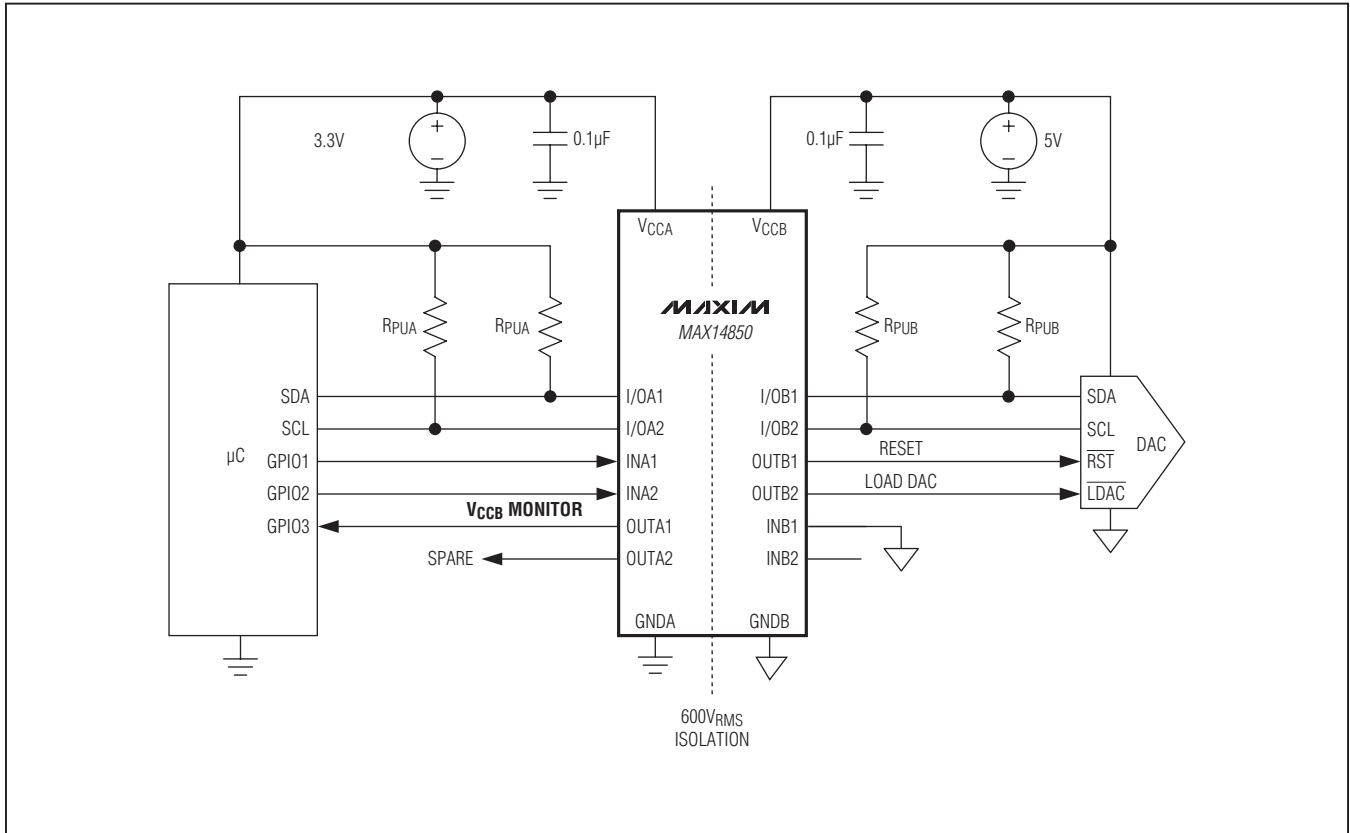 3.3V
+
−
0.1µF
0.1µF
+
−
5V
VCCA
VCCB
MAXIM
MAX14850
RPUA
RPUA
RPUB
RPUB
µC
SDA
SCL
GPIO1
GPIO2
GPIO3
VCCB MONITOR
SPARE
I/OA1
I/OA2
INA1
INA2
OUTA1
OUTA2
GNDA
I/OB1
I/OB2
OUTB1
OUTB2
INB1
INB2
GNDB
RESET
LOAD DAC
SDA
SCL
RST
LDAC
DAC
600VRMS
ISOLATION